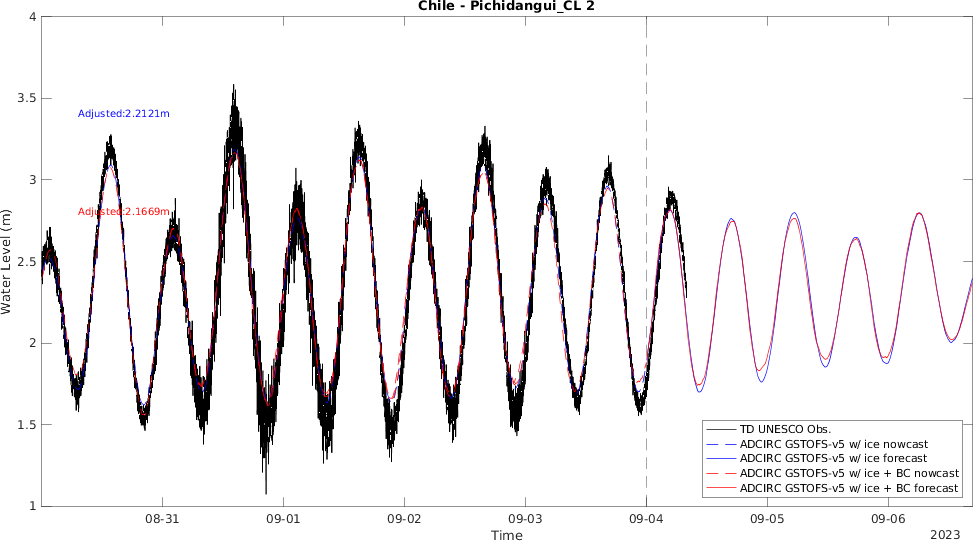 Chile - Pichidangui_CL 2
4
3.5
3
2.5
2
1.5
1
Water Level (m)
Adjusted:2.2121m
Adjusted:2.1669m
TD UNESCO Obs.
ADCIRC GSTOFS-v5 w/ ice nowcast
ADCIRC GSTOFS-v5 w/ ice forecast
ADCIRC GSTOFS-v5 w/ ice + BC nowcast
ADCIRC GSTOFS-v5 w/ ice + BC forecast
08-31 09-01 09-02 09-03 09-04 09-05 09-06
Time
2023